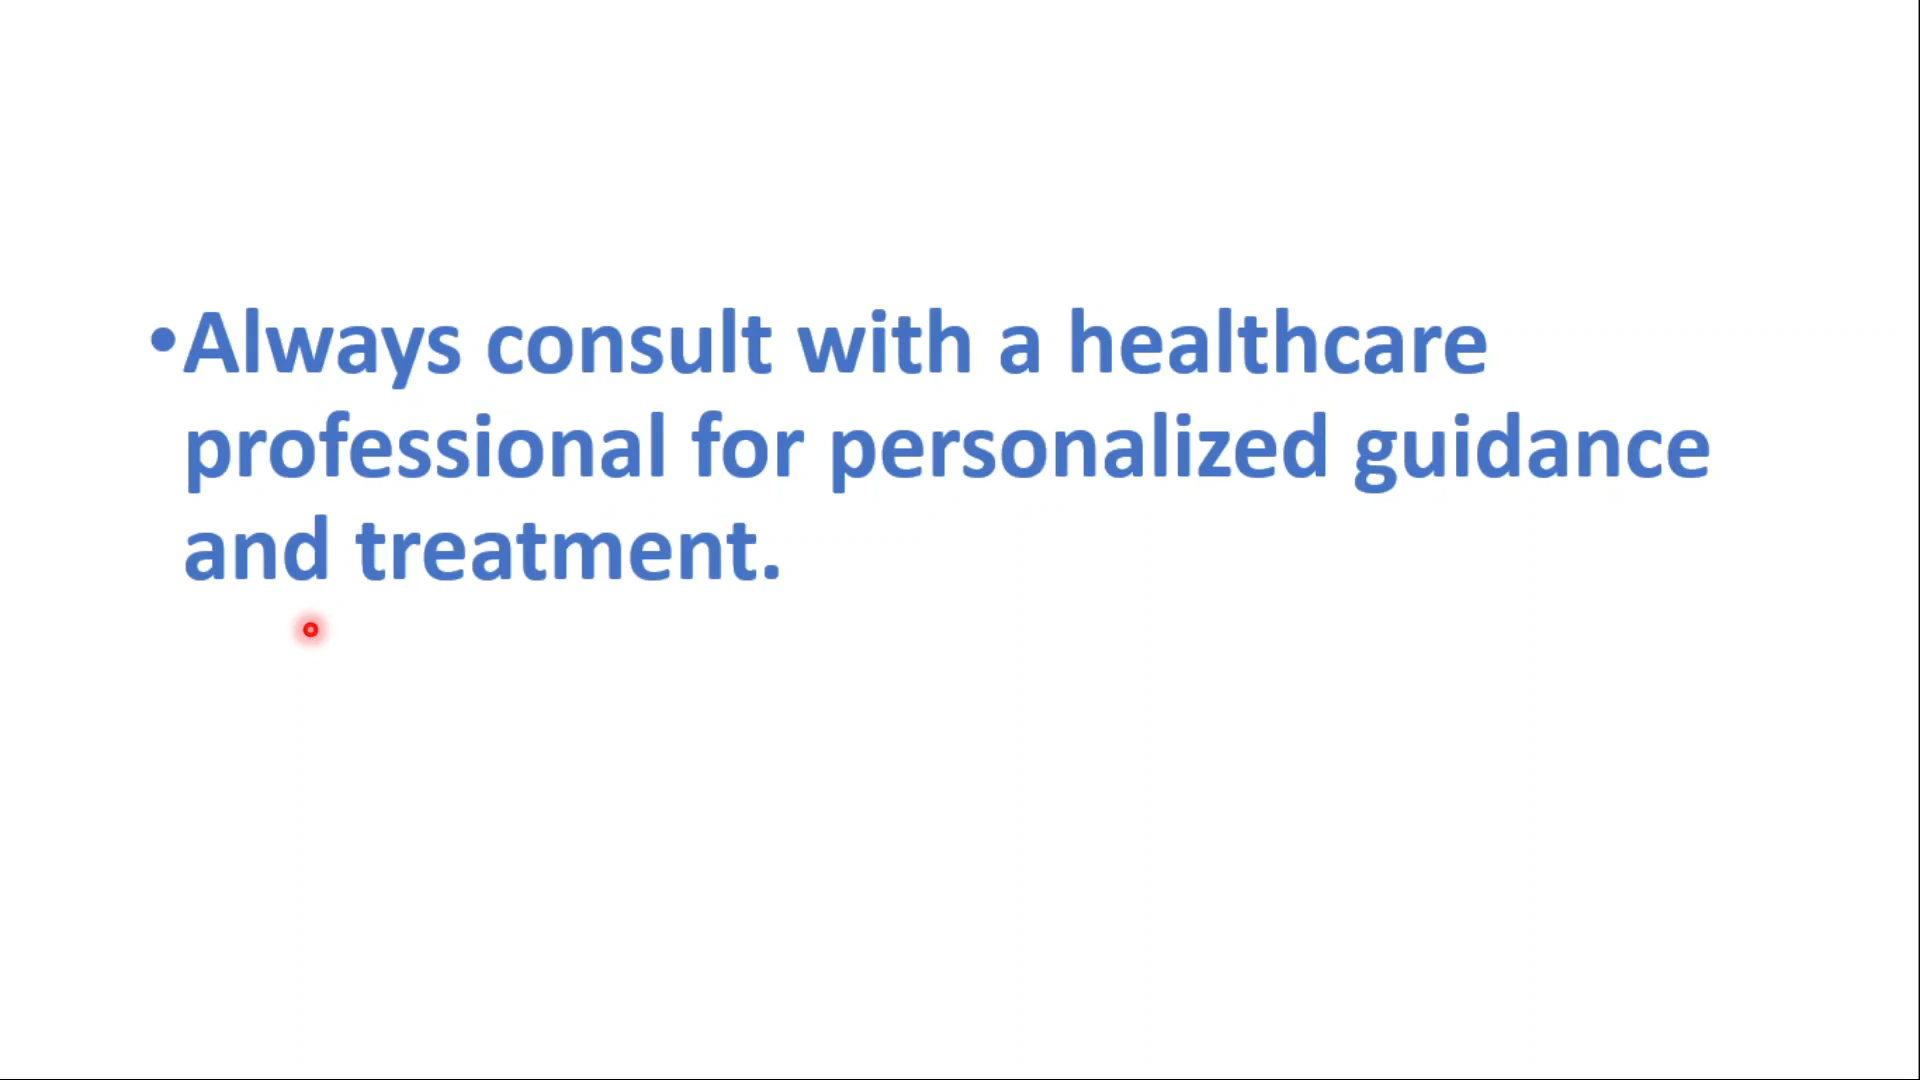 •Always consult with a healthcare
professional for personalized guidance
and treatment.